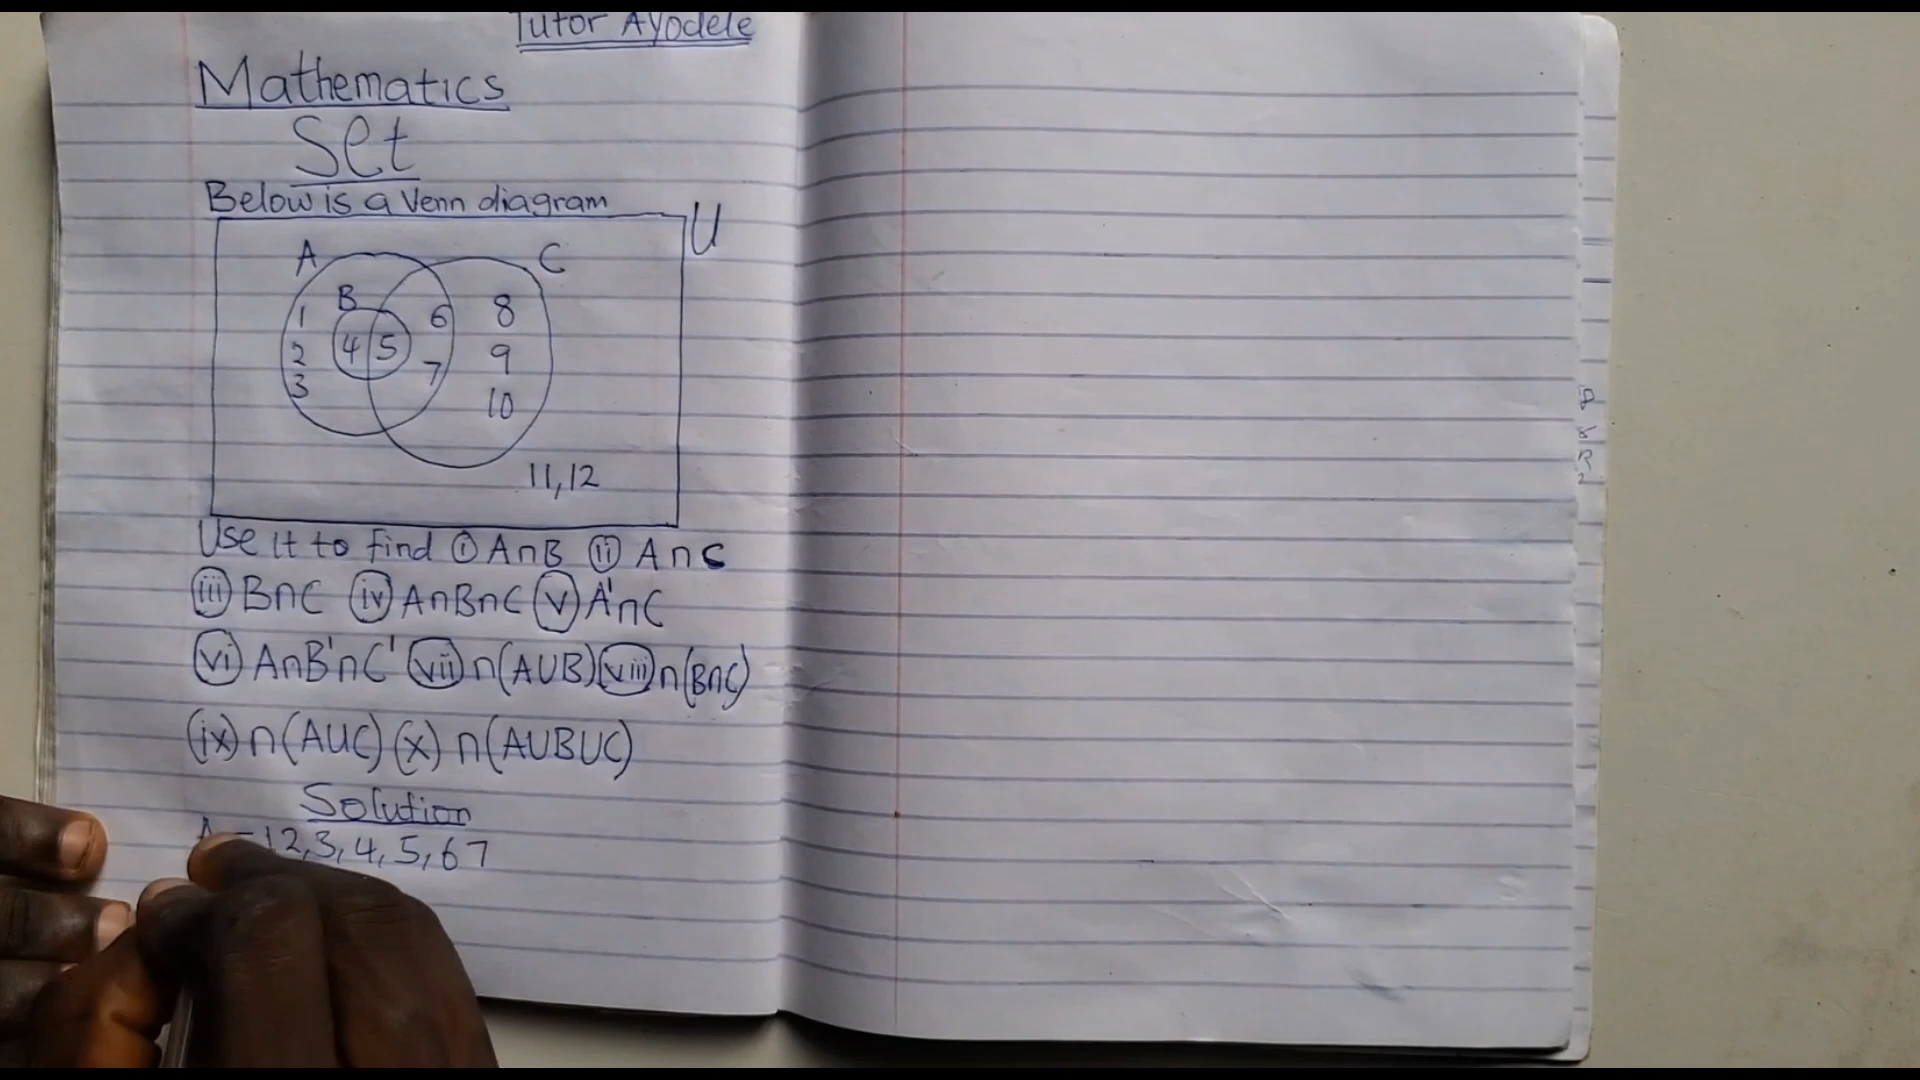 Tutor Ayodele
Mathematics
Set
Below is a Venn diagram
U
A C
B
1 6 8
4 5
2 7 9
3 10
11, 12
Use it to find (i) A∩B (ii) A∩C
(iii) B∩C (iv) A∩B∩C (v) A'∩C
(vi) A∩B'∩C' (vii) n(AUB) (viii) n(B∩C)
(ix) n(AUC) (x) n(AUBUC)
Solution
A = 1 2, 3, 4, 5, 6 7